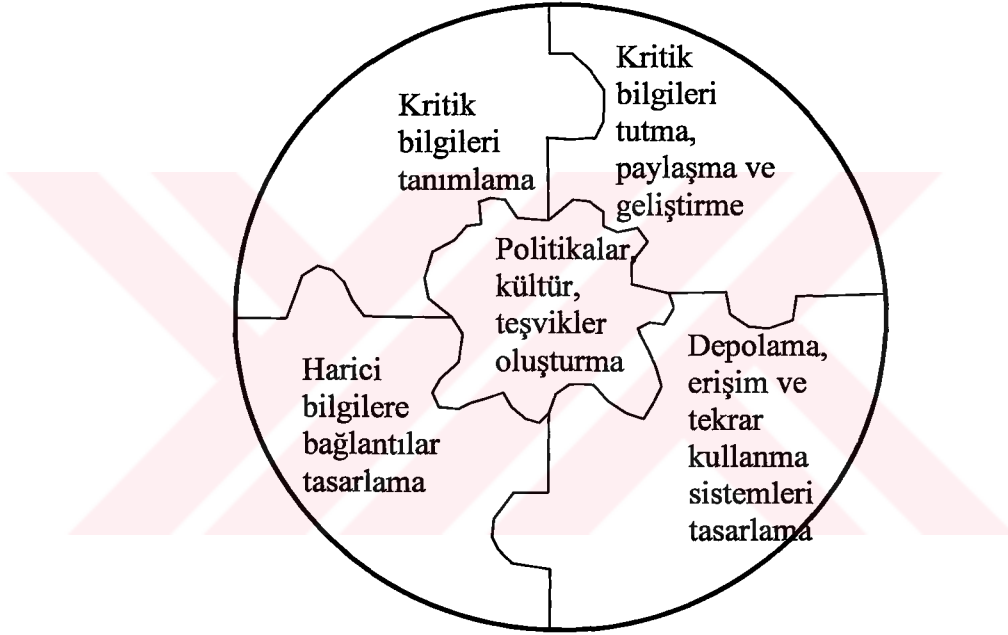 Kritik
bilgileri
tanımlama
Kritik
bilgileri
tutma,
paylaşma ve
geliştirme
Politikalar,
kültür,
teşvikler
oluşturma
Harici
bilgilere
bağlantılar
tasarlama
Depolama,
erişim ve
tekrar
kullanma
sistemleri
tasarlama